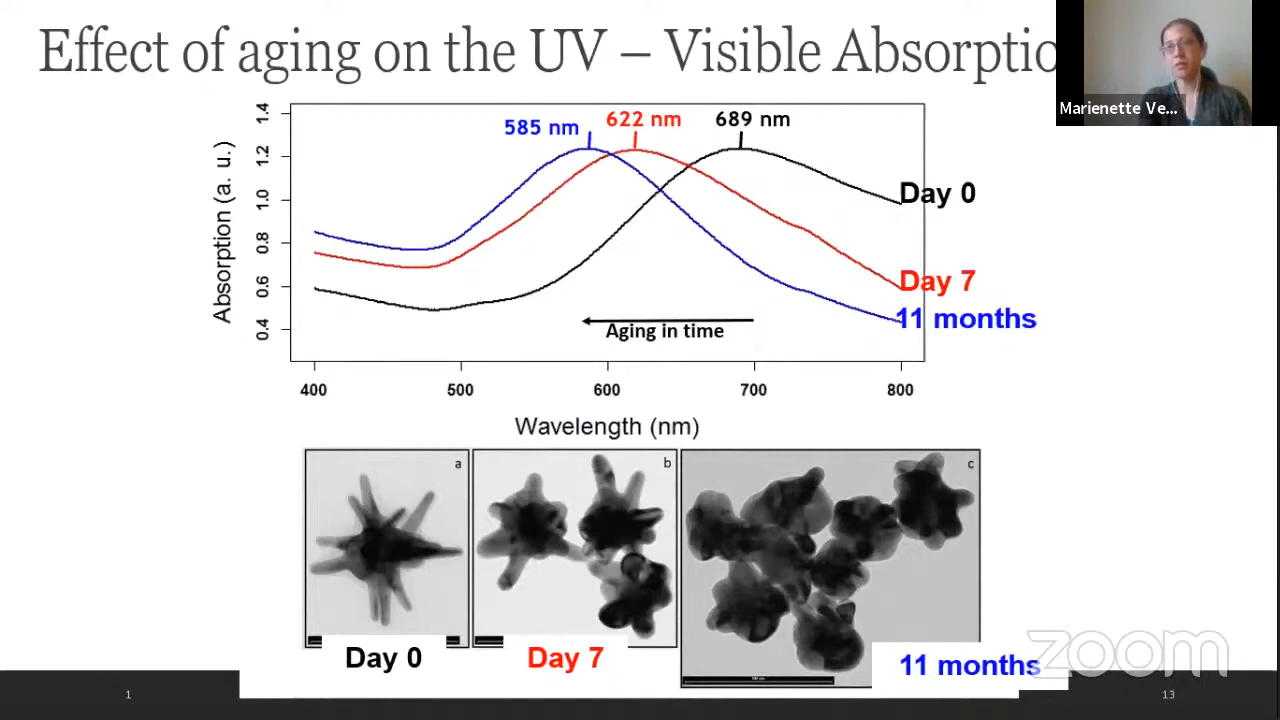 Effect of aging on the UV – Visible Absorptio
Marienette Ve...
585 nm
622 nm
689 nm
1.4
1.2
1.0
0.8
0.6
0.4
Absorption (a. u.)
Day 0
Day 7
11 months
Aging in time
400
500
600
700
800
Wavelength (nm)
a
b
c
Day 0
Day 7
11 months
zoom
1
13